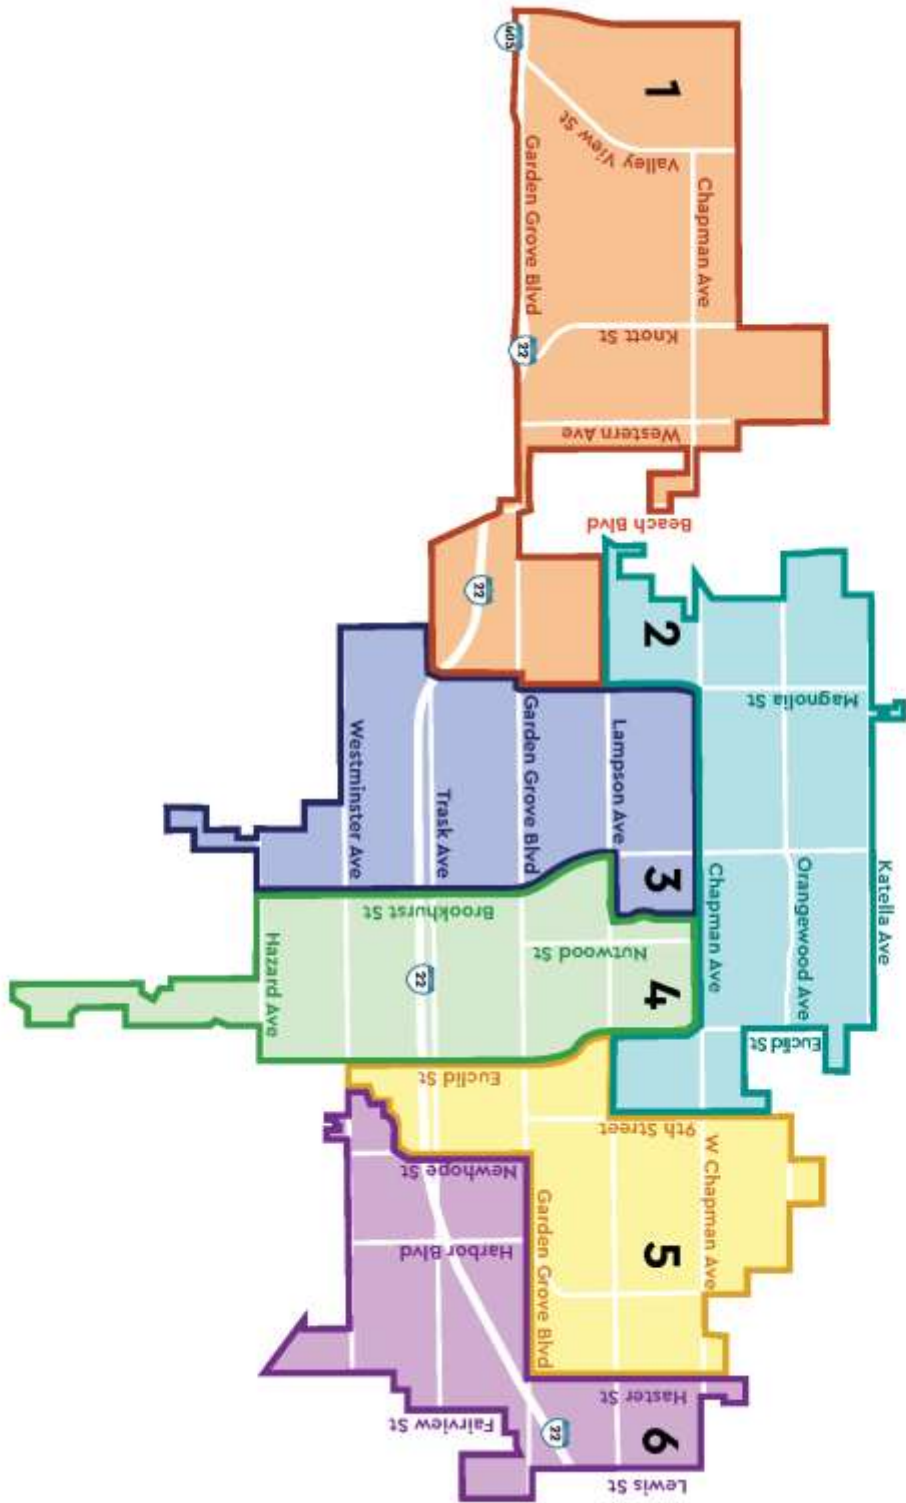 405
1
Valley View St
Garden Grove Blvd
Chapman Ave
Knott St
22
Western Ave
Beach Blvd
22
2
Magnolia St
Westminster Ave
Trask Ave
Garden Grove Blvd
Lampson Ave
3
Chapman Ave
Orangewood Ave
Katella Ave
Brookhurst St
Nutwood St
Hazard Ave
22
4
Euclid St
Euclid St
9th Street
Newhope St
W Chapman Ave
Harbor Blvd
Garden Grove Blvd
5
Haster St
Fairview St
22
6
Lewis St